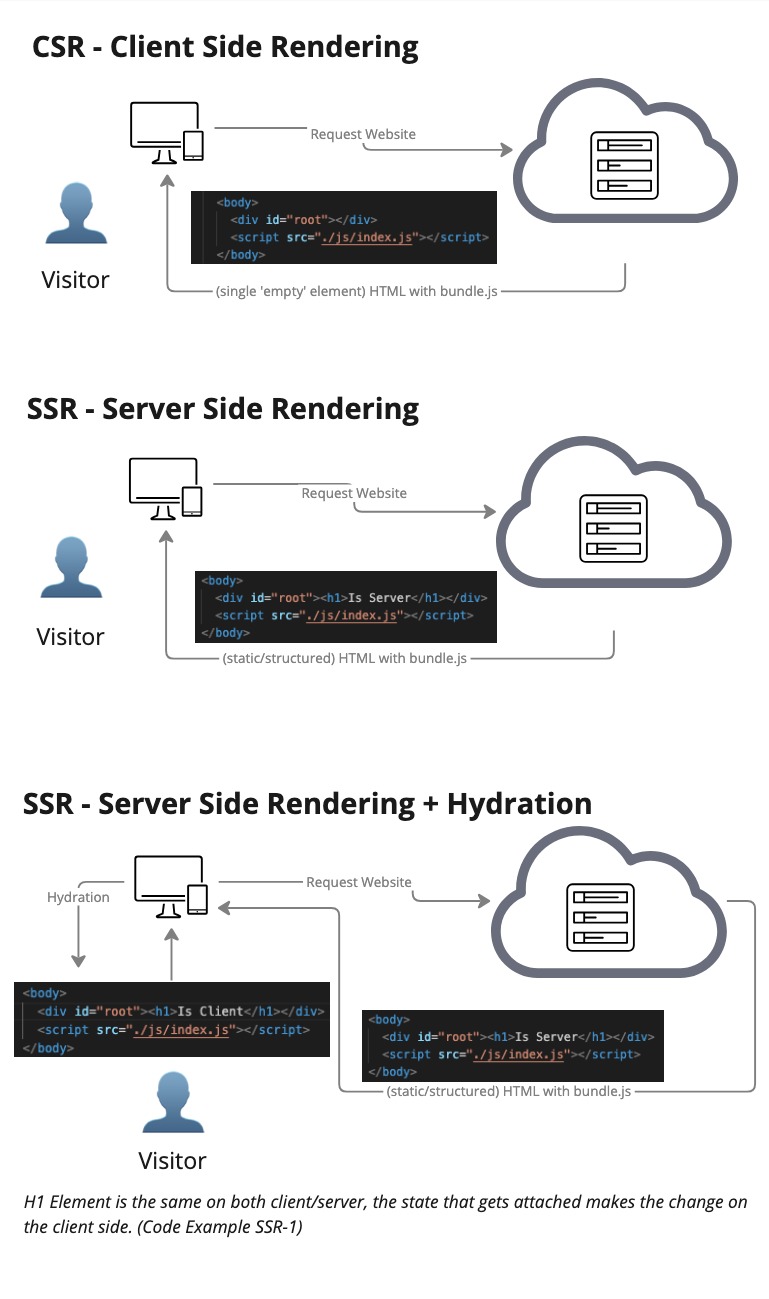 CSR - Client Side Rendering
Request Website
<body>
<div id="root"></div>
<script src="./js/index.js"></script>
</body>
Visitor
(single 'empty' element) HTML with bundle.js
SSR - Server Side Rendering
Request Website
<body>
<div id="root"><h1>Is Server</h1></div>
<script src="./js/index.js"></script>
</body>
Visitor
(static/structured) HTML with bundle.js
SSR - Server Side Rendering + Hydration
Request Website
Hydration
<body>
<div id="root"><h1>Is Client</h1></div>
<script src="./js/index.js"></script>
</body>
<body>
<div id="root"><h1>Is Server</h1></div>
<script src="./js/index.js"></script>
</body>
(static/structured) HTML with bundle.js
Visitor
H1 Element is the same on both client/server, the state that gets attached makes the change on
the client side. (Code Example SSR-1)